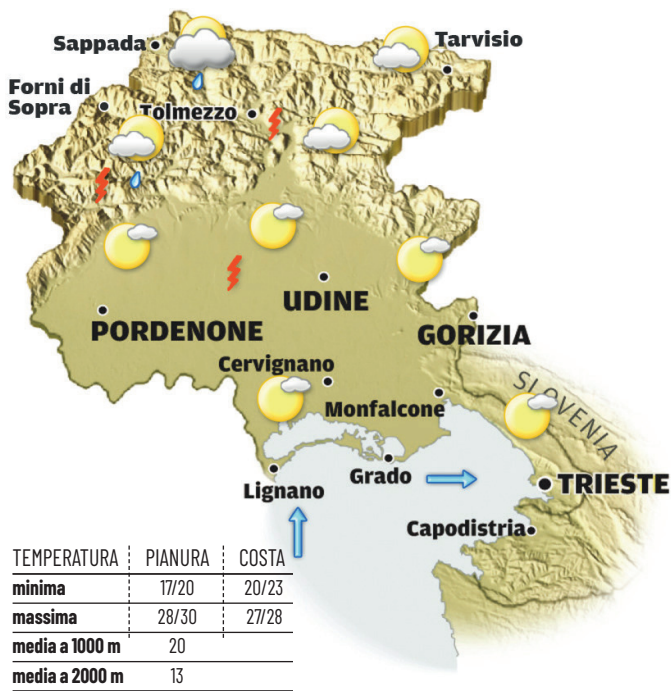 Sappada
Tarvisio
Forni di
Sopra
Tolmezzo
UDINE
PORDENONE
GORIZIA
Cervignano
SLOVENIA
Monfalcone
Grado
TRIESTE
Lignano
Capodistria
TEMPERATURA PIANURA COSTA
minima 17/20 20/23
massima 28/30 27/28
media a 1000 m 20
media a 2000 m 13